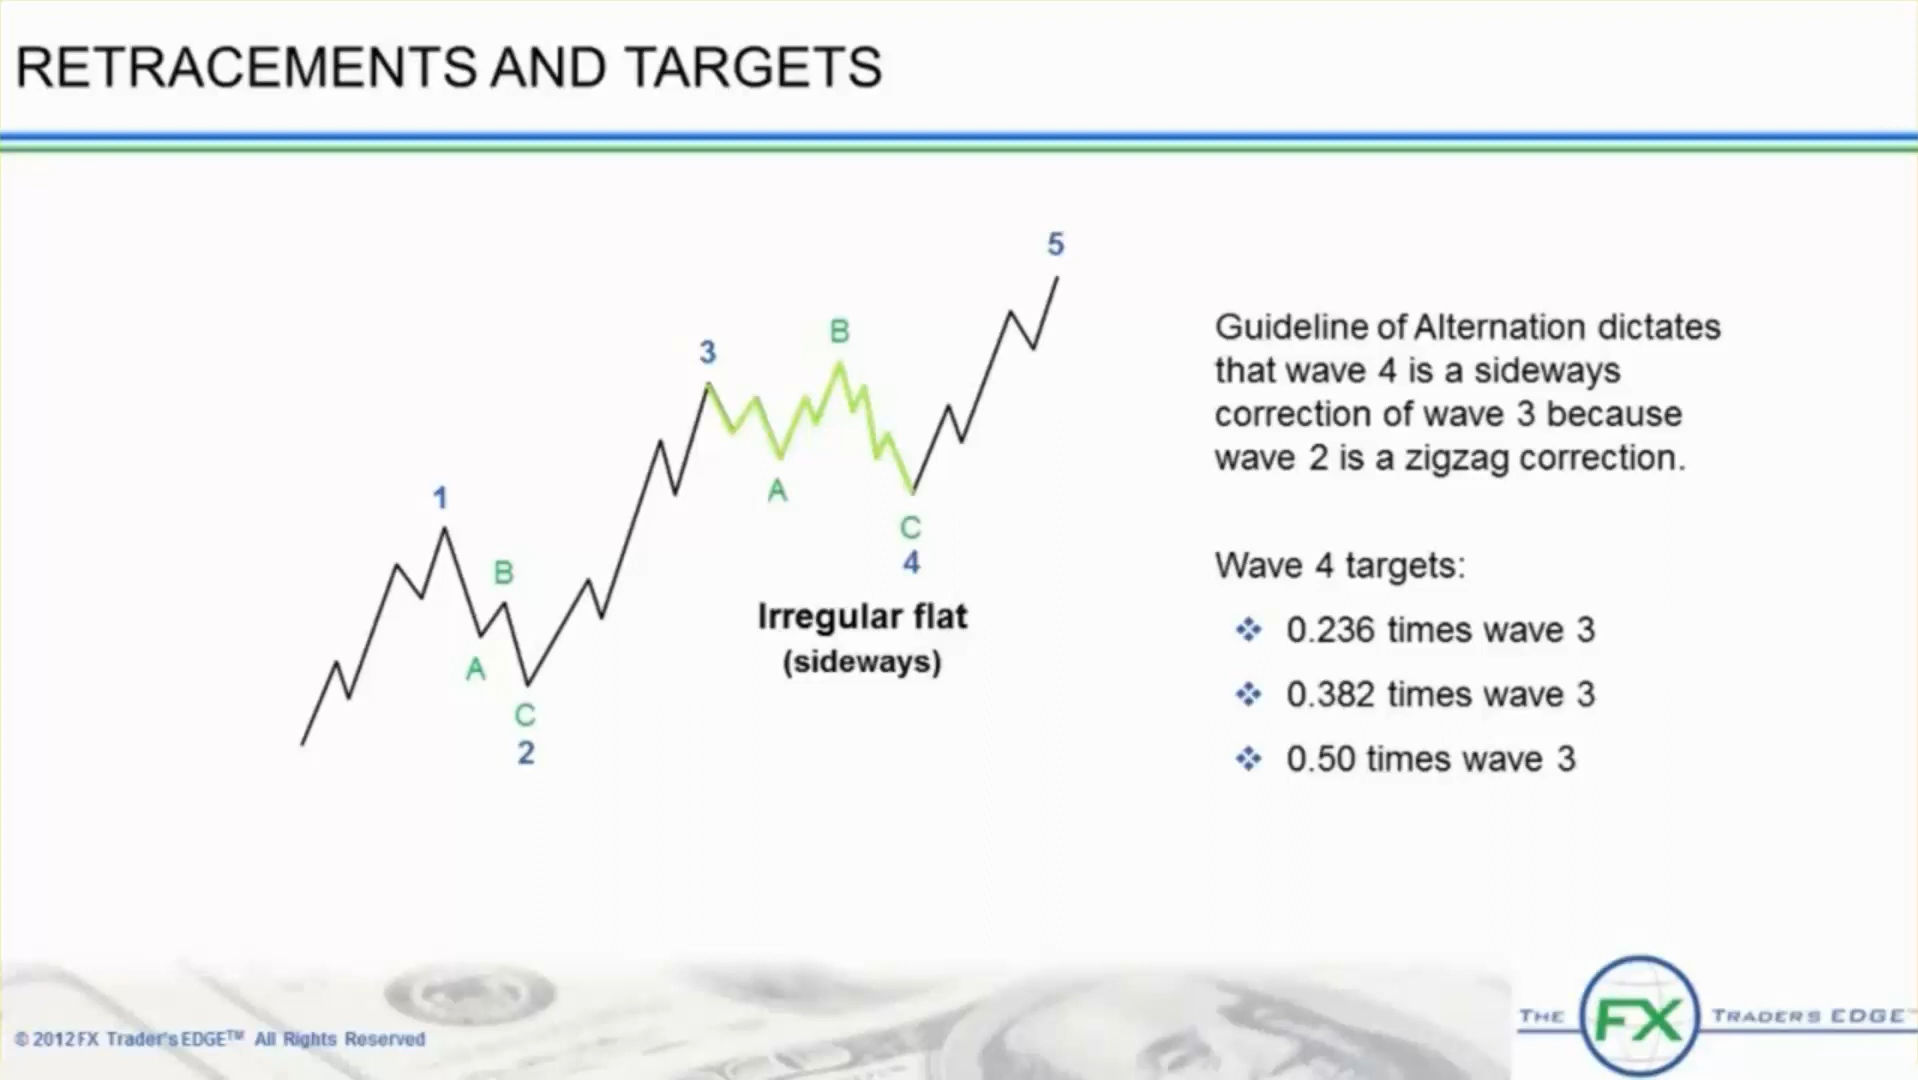 RETRACEMENTS AND TARGETS
5
B
3
Guideline of Alternation dictates
that wave 4 is a sideways
correction of wave 3 because
wave 2 is a zigzag correction.
A
1
C
4
B
Wave 4 targets:
Irregular flat
(sideways)
0.236 times wave 3
A
0.382 times wave 3
C
2
0.50 times wave 3
© 2012 FX Trader's EDGE™ All Rights Reserved
THE FX TRADERS EDGE™